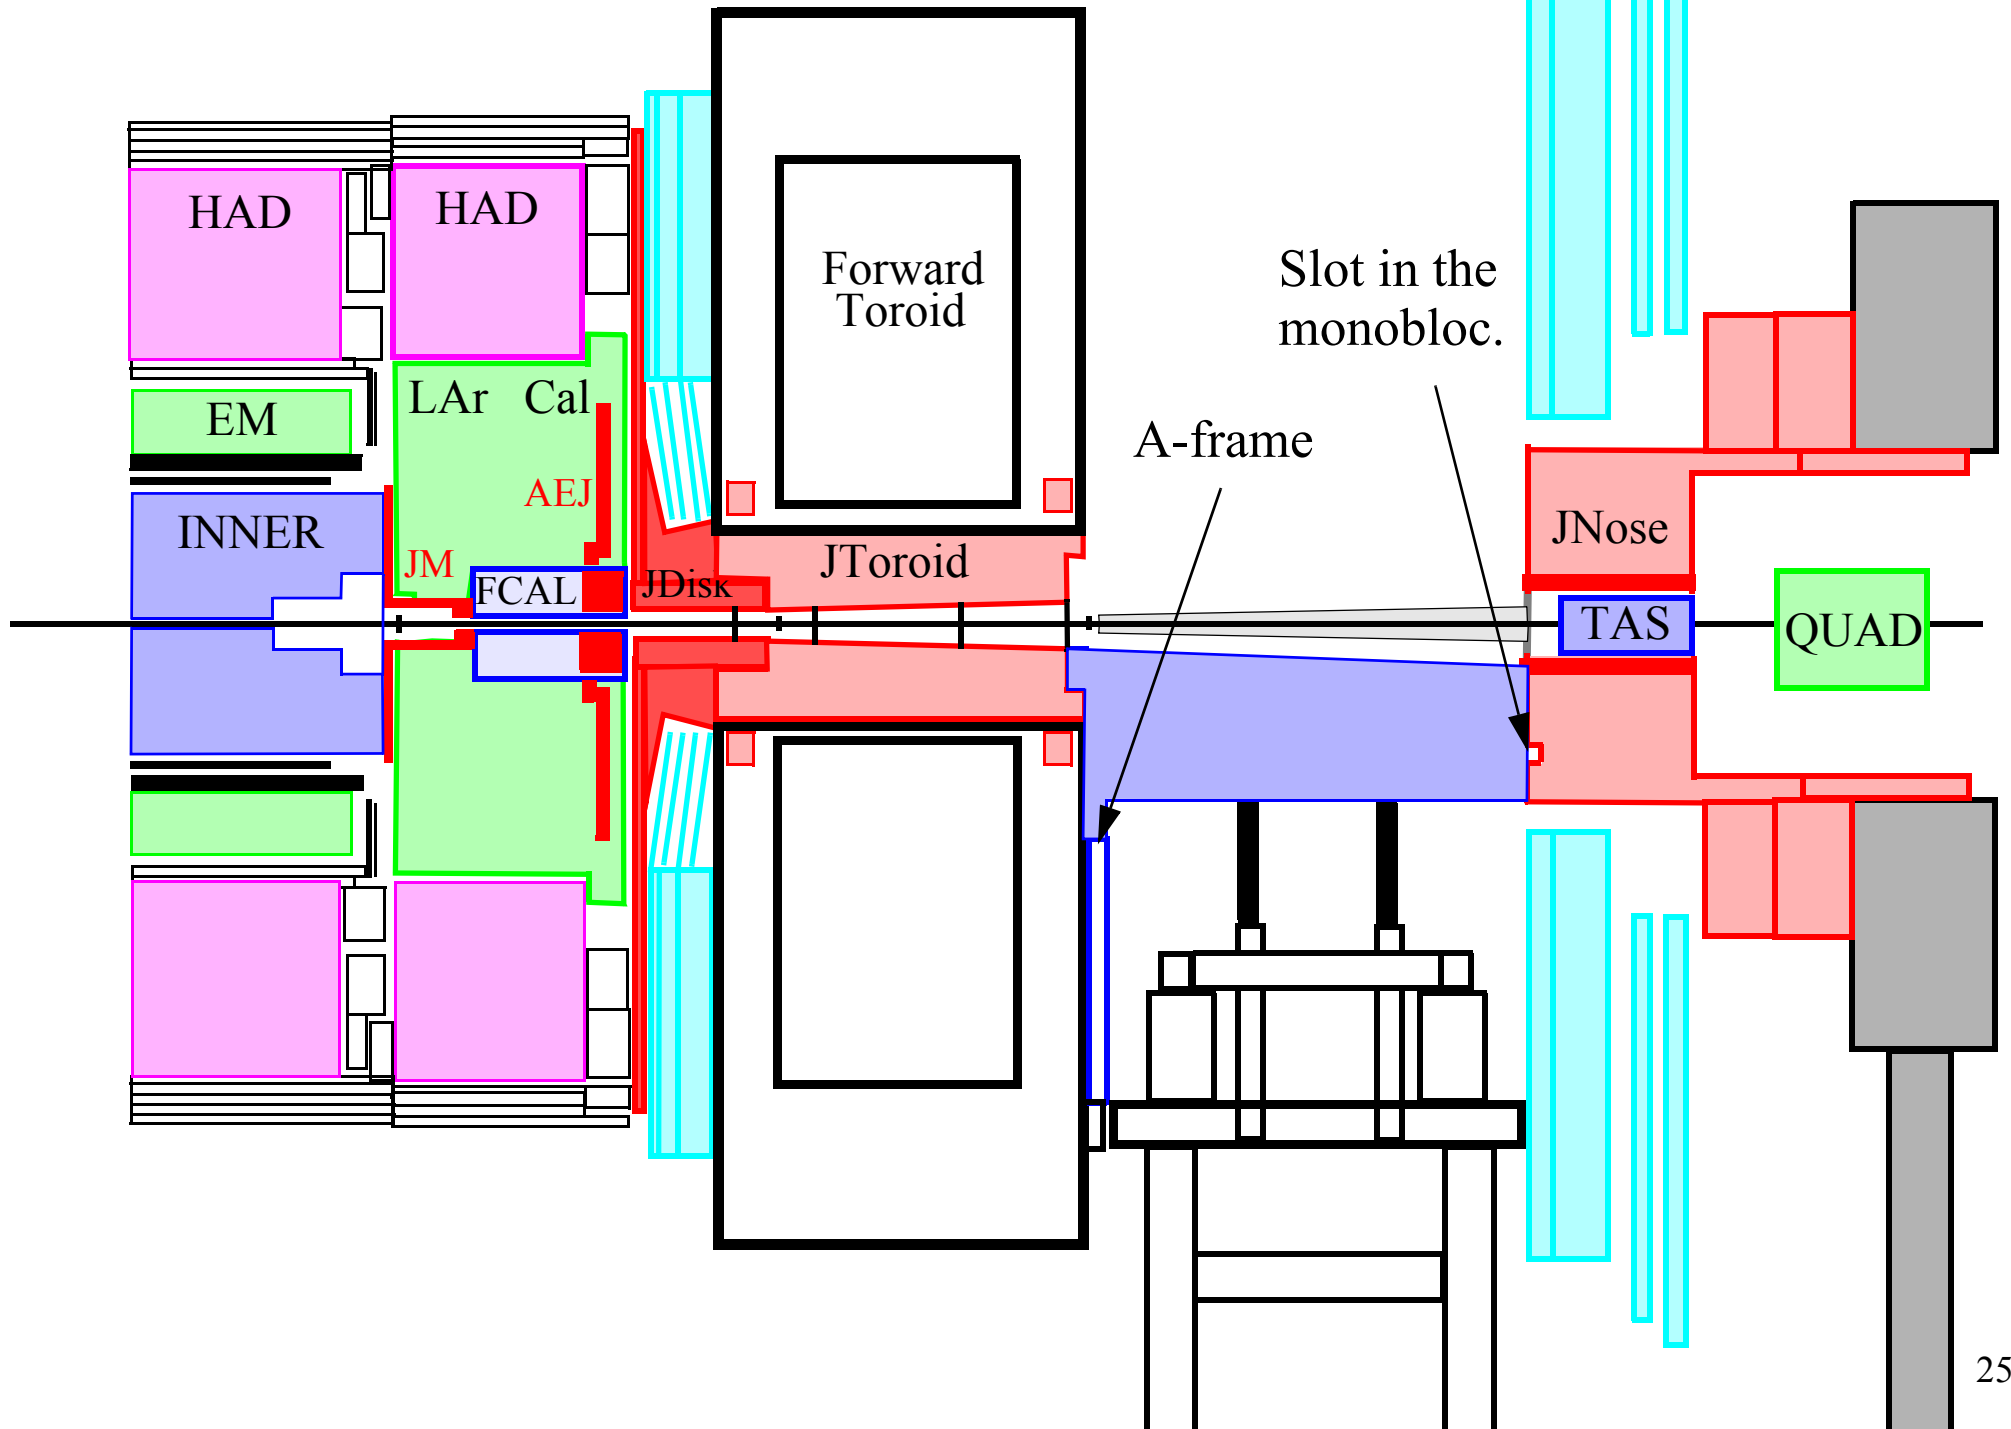 HAD
HAD
Forward
Toroid
Slot in the
monobloc.
LAr Cal
EM
A-frame
AEJ
INNER
JNose
JM
JToroid
FCAL
JDisk
TAS
QUAD
25